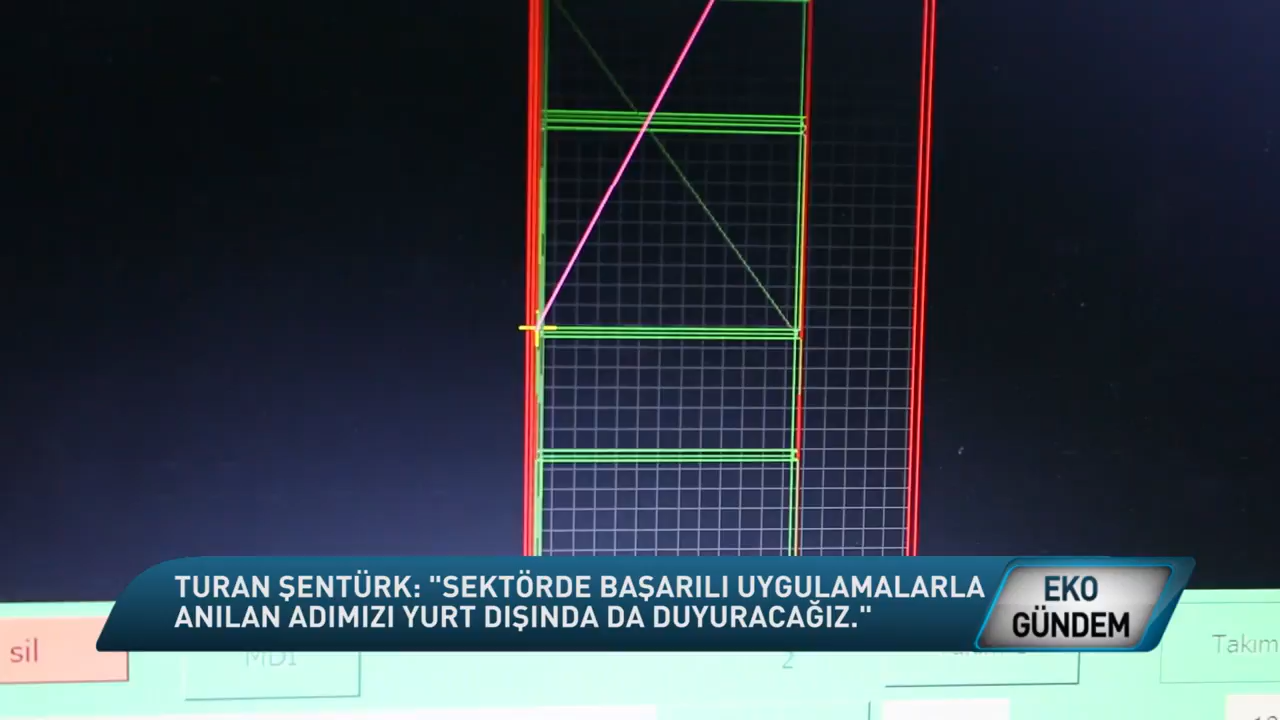 TURAN ŞENTÜRK: "SEKTÖRDE BAŞARILI UYGULAMALARLA
ANILAN ADIMIZI YURT DIŞINDA DA DUYURACAĞIZ."
EKO
GÜNDEM
sil
MDI
2
Takım